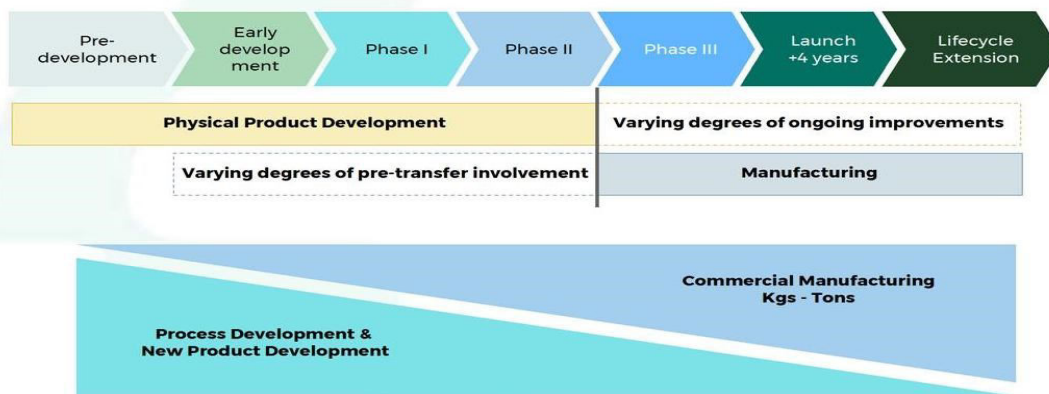 Pre-
development
Early
develop
ment
Phase I
Phase II
Phase III
Launch
+4 years
Lifecycle
Extension
Physical Product Development
Varying degrees of ongoing improvements
Varying degrees of pre-transfer involvement
Manufacturing
Commercial Manufacturing
Kgs - Tons
Process Development &
New Product Development